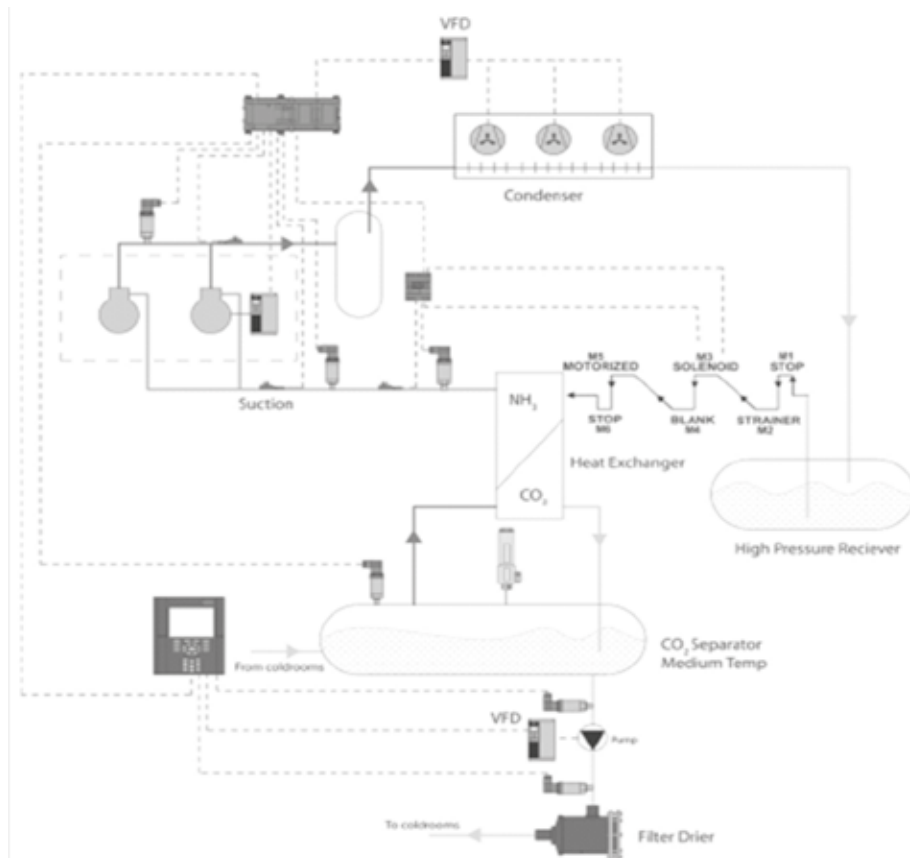 VFD
Condenser
M5
MOTORIZED
M3
SOLENOID
M1
STOP
Suction
NH3
STOP
M6
BLANK
M4
STRAINER
M2
Heat Exchanger
CO2
High Pressure Reciever
CO2 Separator
Medium Temp
From coldrooms
VFD
Pump
To coldrooms
Filter Drier